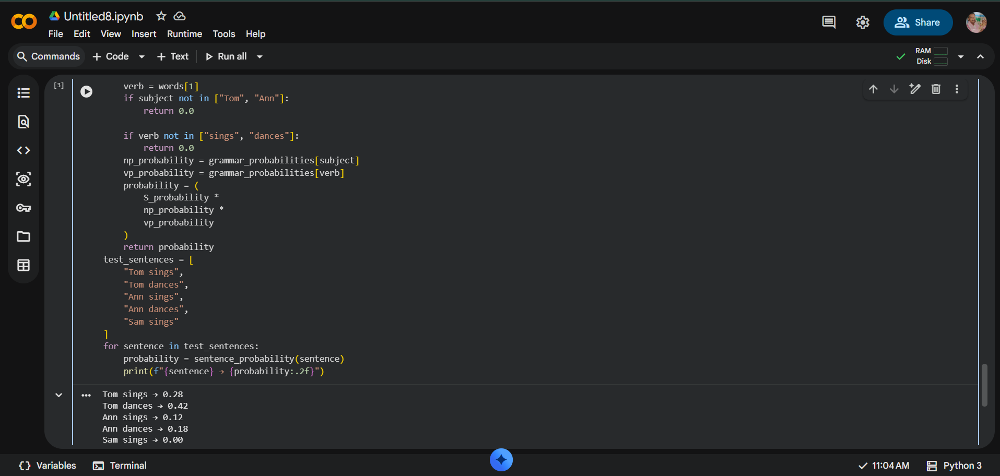 Untitled8.ipynb
File Edit View Insert Runtime Tools Help
Share
Commands + Code + Text Run all
RAM
Disk
[3]
verb = words[1]
if subject not in ["Tom", "Ann"]:
return 0.0
if verb not in ["sings", "dances"]:
return 0.0
np_probability = grammar_probabilities[subject]
vp_probability = grammar_probabilities[verb]
probability = (
S_probability *
np_probability *
vp_probability
)
return probability
test_sentences = [
"Tom sings",
"Tom dances",
"Ann sings",
"Ann dances",
"Sam sings"
]
for sentence in test_sentences:
probability = sentence_probability(sentence)
print(f"{sentence} → {probability:.2f}")
Tom sings → 0.28
Tom dances → 0.42
Ann sings → 0.12
Ann dances → 0.18
Sam sings → 0.00
{} Variables Terminal
11:04 AM Python 3